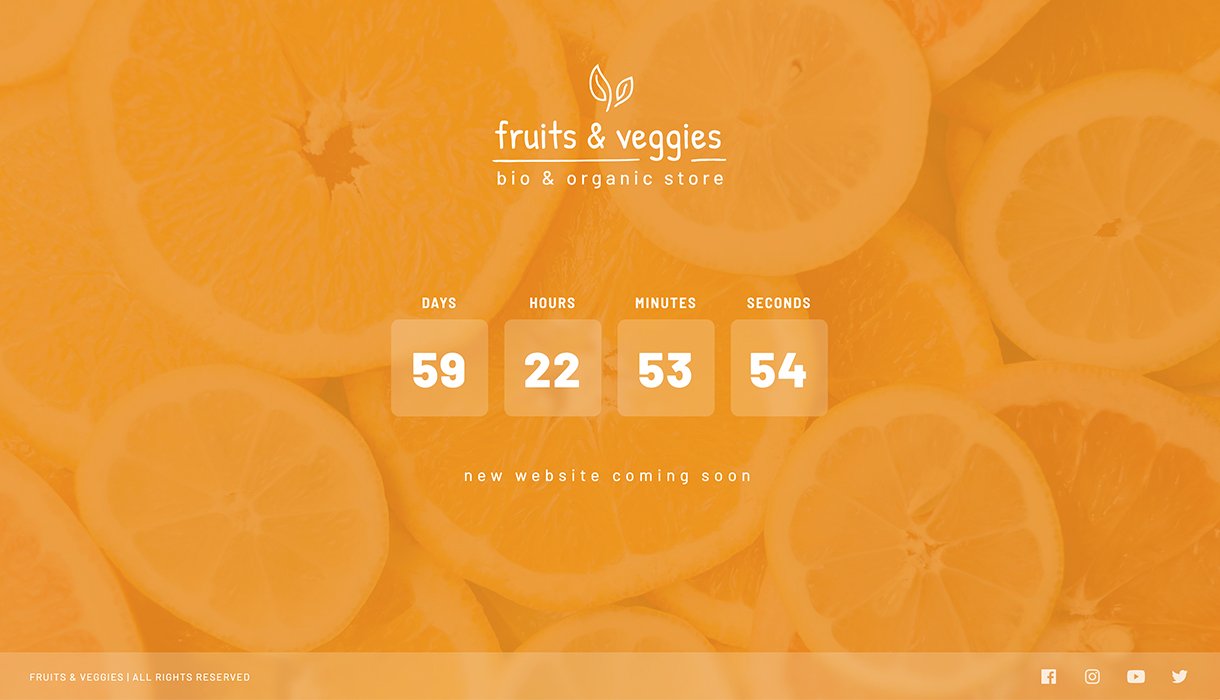 fruits & veggies
bio & organic store
DAYS HOURS MINUTES SECONDS
59 22 53 54
new website coming soon
FRUITS & VEGGIES | ALL RIGHTS RESERVED